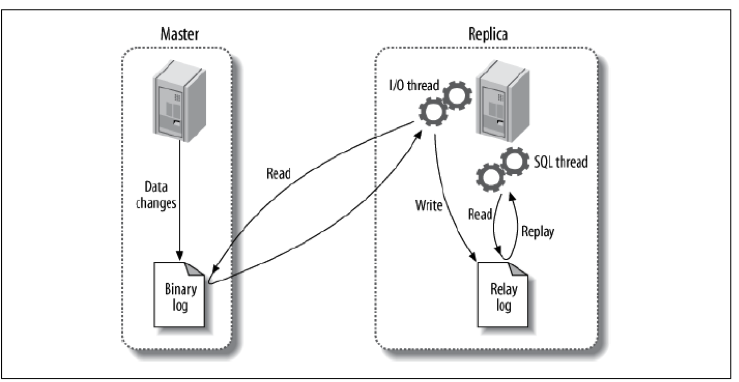 Master
Replica
I/O thread
SQL thread
Read
Data
changes
Write
Read
Replay
Binary
log
Relay
log